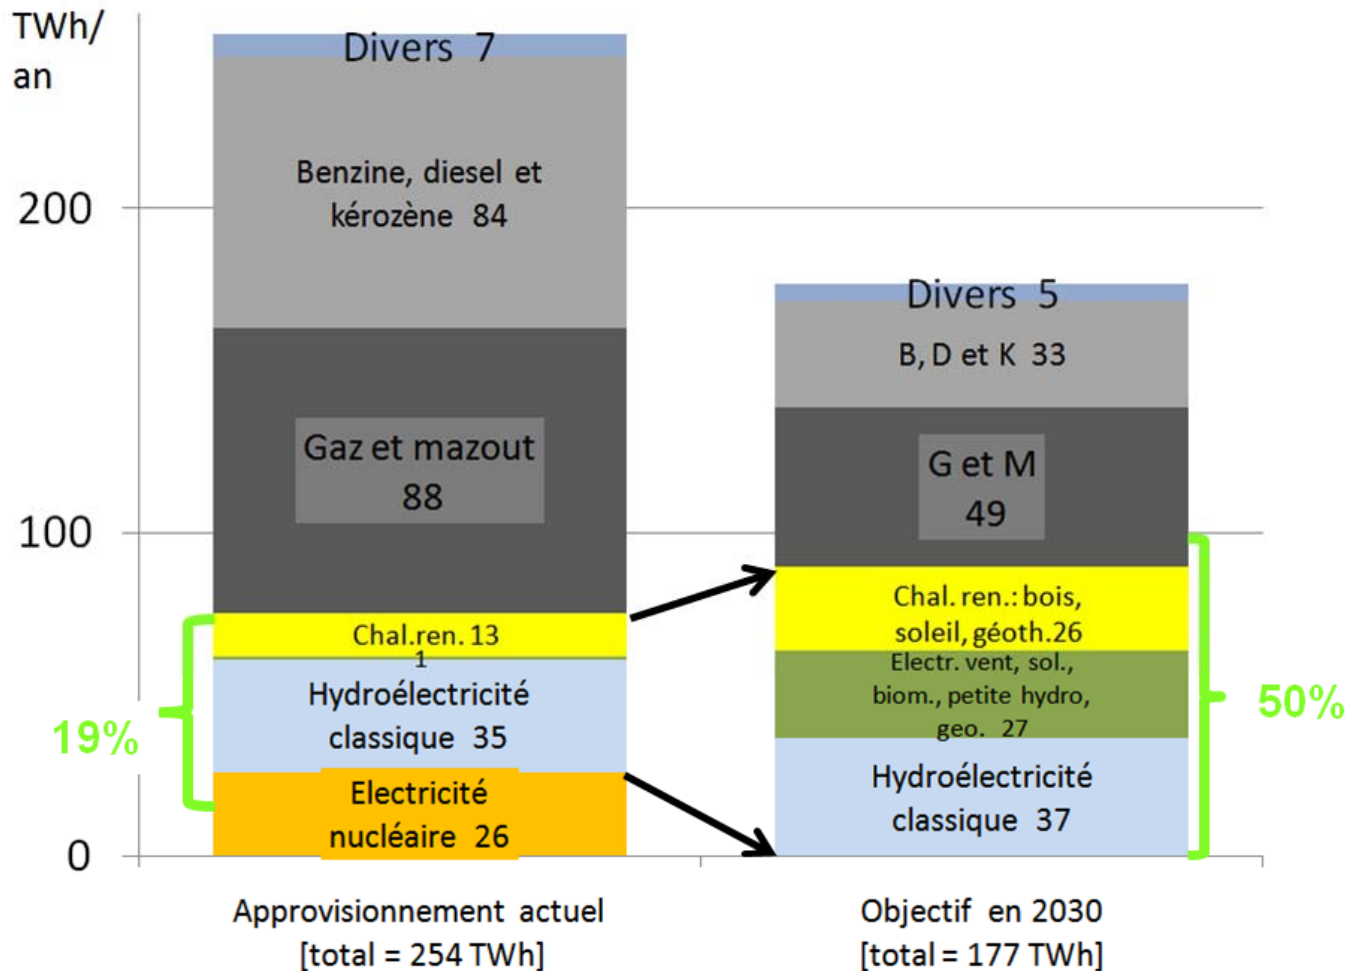 TWh/
an
200
100
0
Divers 7
Benzine, diesel et
kérozène 84
Gaz et mazout
88
Chal.ren. 13
1
Hydroélectricité
classique 35
Electricité
nucléaire 26
19%
Divers 5
B, D et K 33
G et M
49
Chal. ren.: bois,
soleil, géoth.26
Electr. vent, sol.,
biom., petite hydro,
geo. 27
Hydroélectricité
classique 37
50%
Approvisionnement actuel
[total = 254 TWh]
Objectif en 2030
[total = 177 TWh]